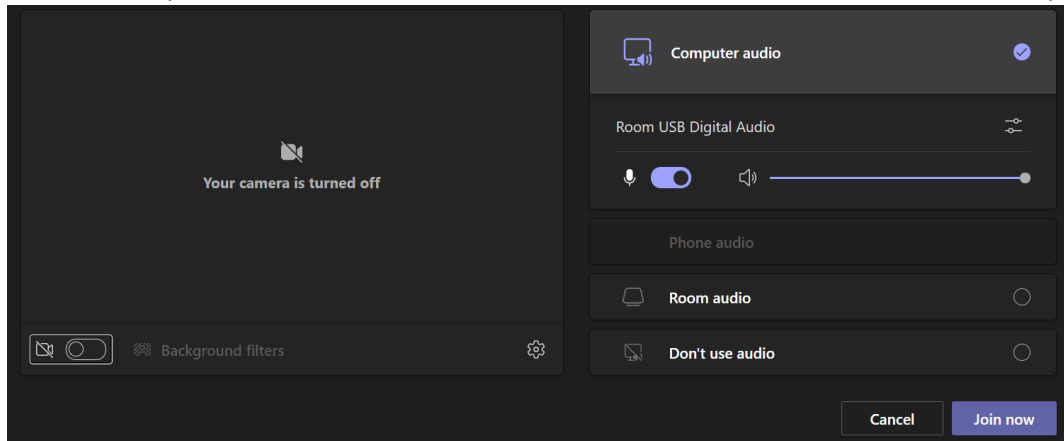 Your camera is turned off
Background filters
Computer audio
Room USB Digital Audio
Phone audio
Room audio
Don't use audio
Cancel
Join now